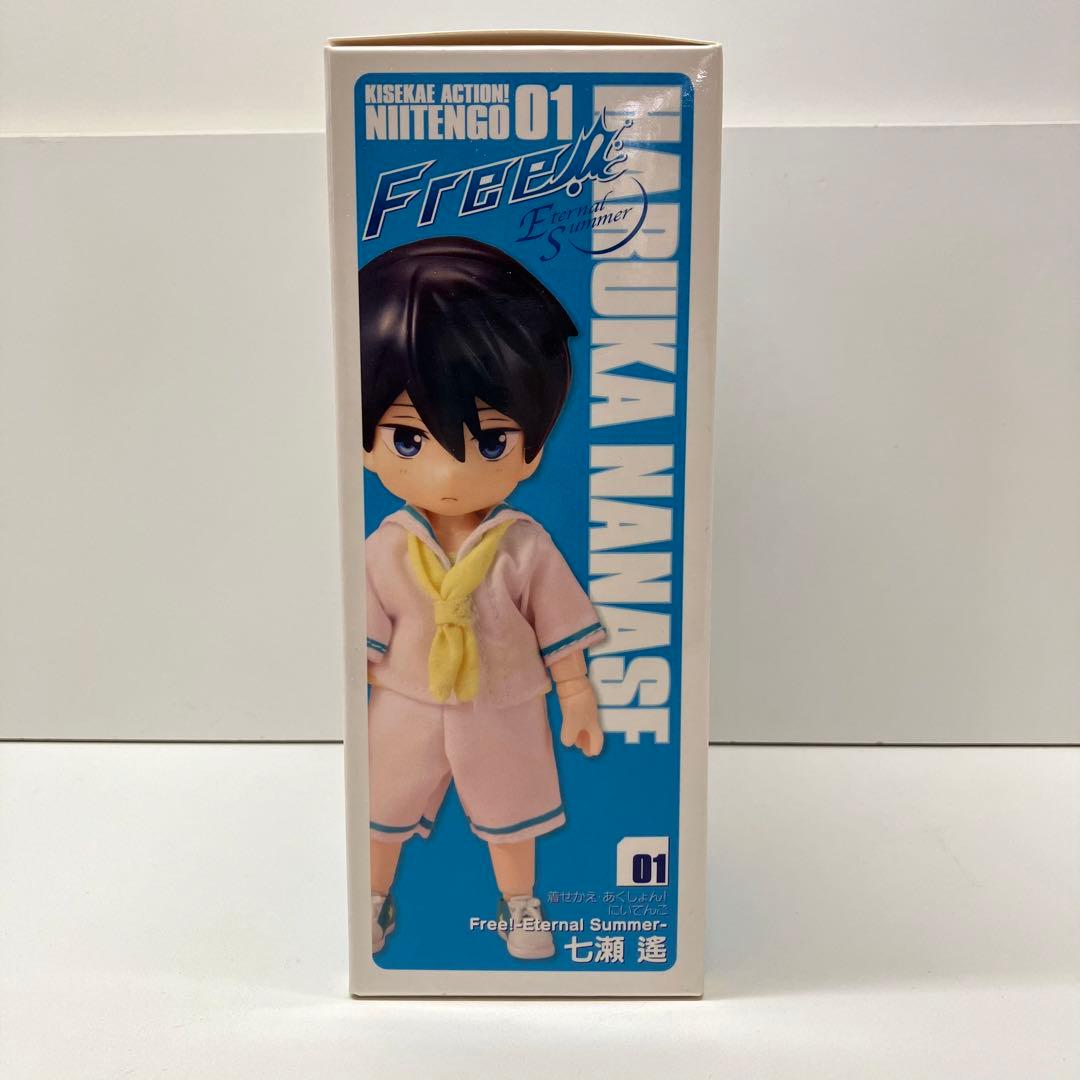 KISEKAE ACTION!
NIITENGO 01
Free!
Eternal
Summer
HARUKA NANASE
01
着せかえ あくしょん!
にいてんご
Free!-Eternal Summer-
七瀬 遙